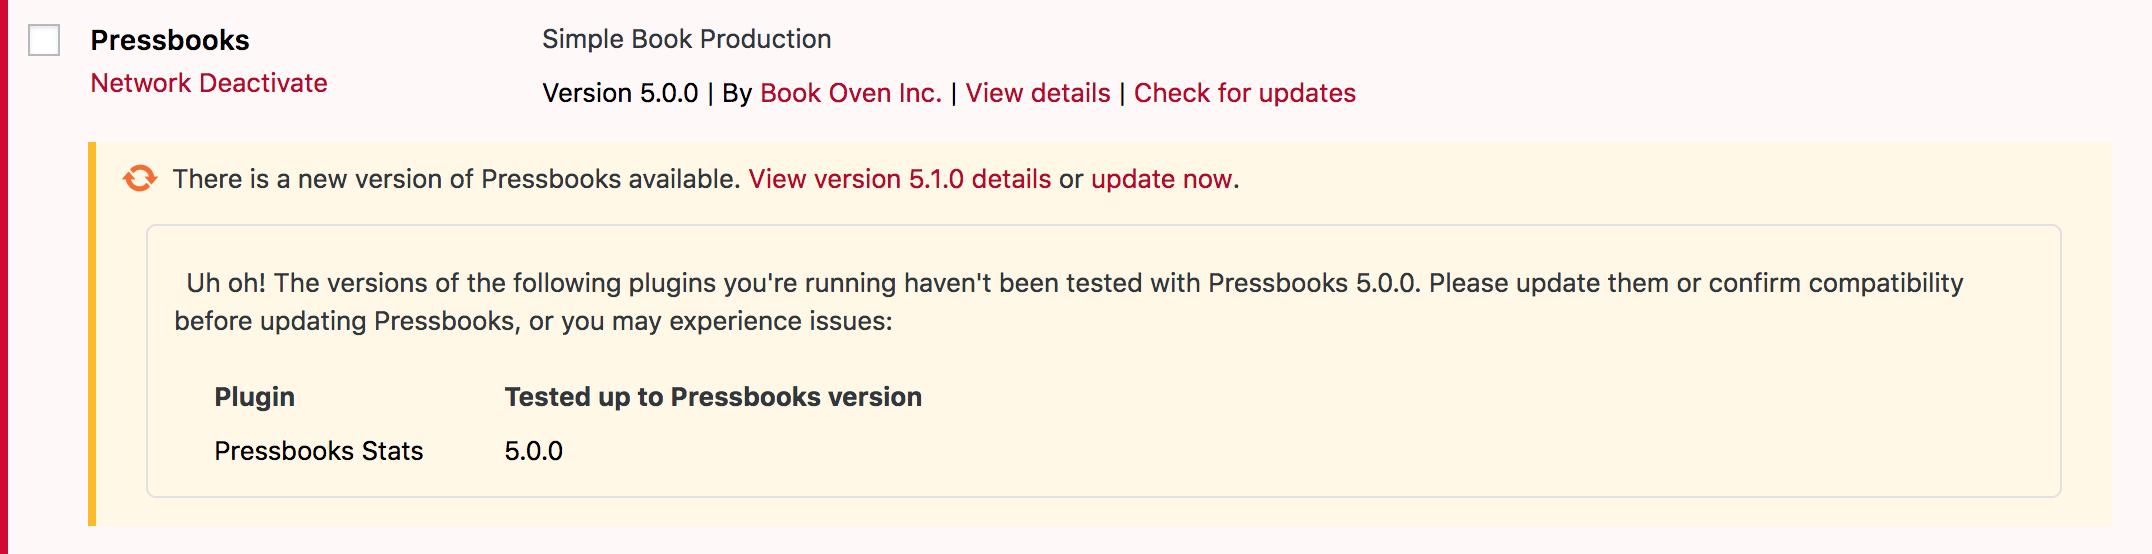 Pressbooks
Network Deactivate
Simple Book Production
Version 5.0.0 | By Book Oven Inc. | View details | Check for updates
There is a new version of Pressbooks available. View version 5.1.0 details or update now.
Uh oh! The versions of the following plugins you're running haven't been tested with Pressbooks 5.0.0. Please update them or confirm compatibility
before updating Pressbooks, or you may experience issues:
Plugin Tested up to Pressbooks version
Pressbooks Stats 5.0.0